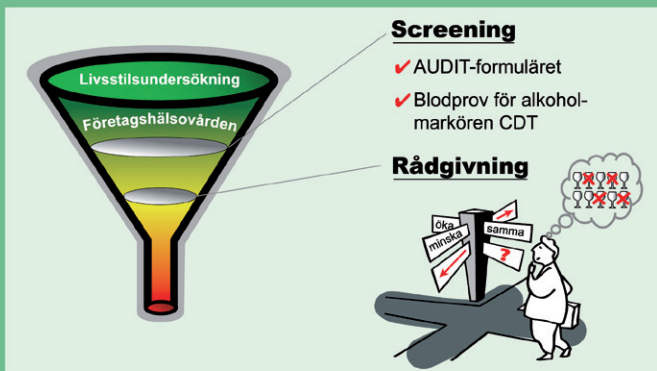 Livsstilsundersökning
Företagshälsovården
Screening
✓ AUDIT-formuläret
✓ Blodprov för alkohol-
markören CDT
Rådgivning
öka
minska
samma
?